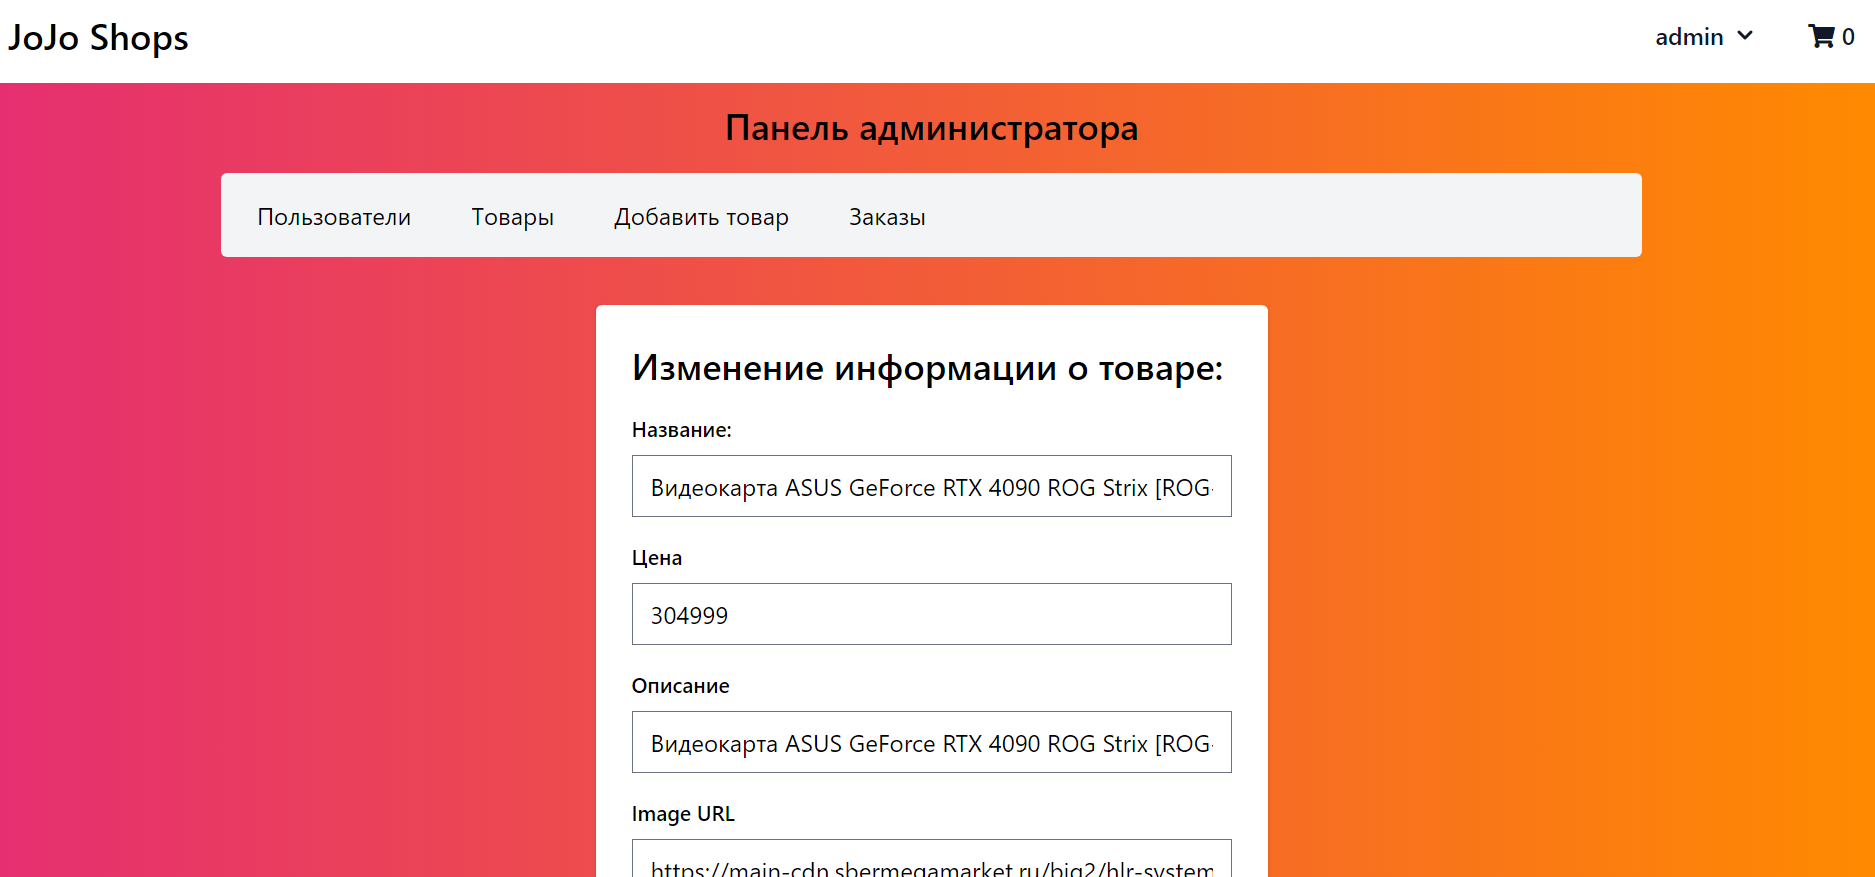 JoJo Shops
admin
0
Панель администратора
Пользователи Товары Добавить товар Заказы
Изменение информации о товаре:
Название:
Видеокарта ASUS GeForce RTX 4090 ROG Strix [ROG-
Цена
304999
Описание
Видеокарта ASUS GeForce RTX 4090 ROG Strix [ROG-
Image URL
https://main-cdn.sbermegamarket.ru/big2/hlr-system